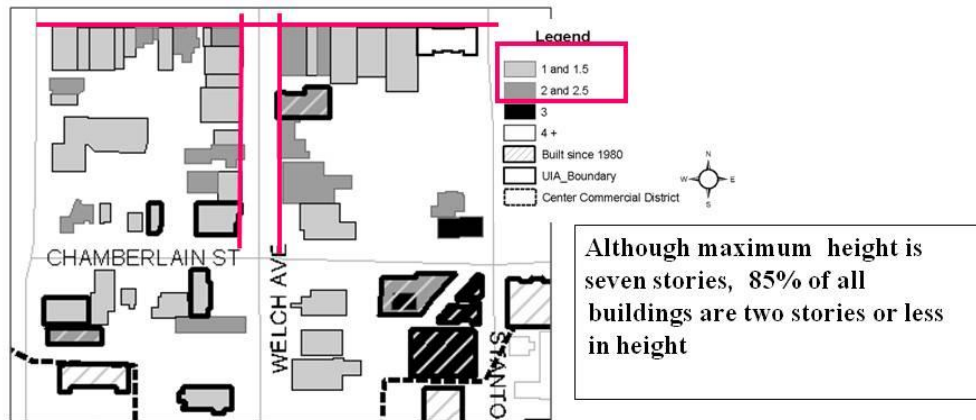 Legend
1 and 1.5
2 and 2.5
3
4 +
Built since 1980
UIA_Boundary
Center Commercial District
N
W
E
S
CHAMBERLAIN ST
WELCH AVE
STANTO
Although maximum height is
seven stories, 85% of all
buildings are two stories or less
in height